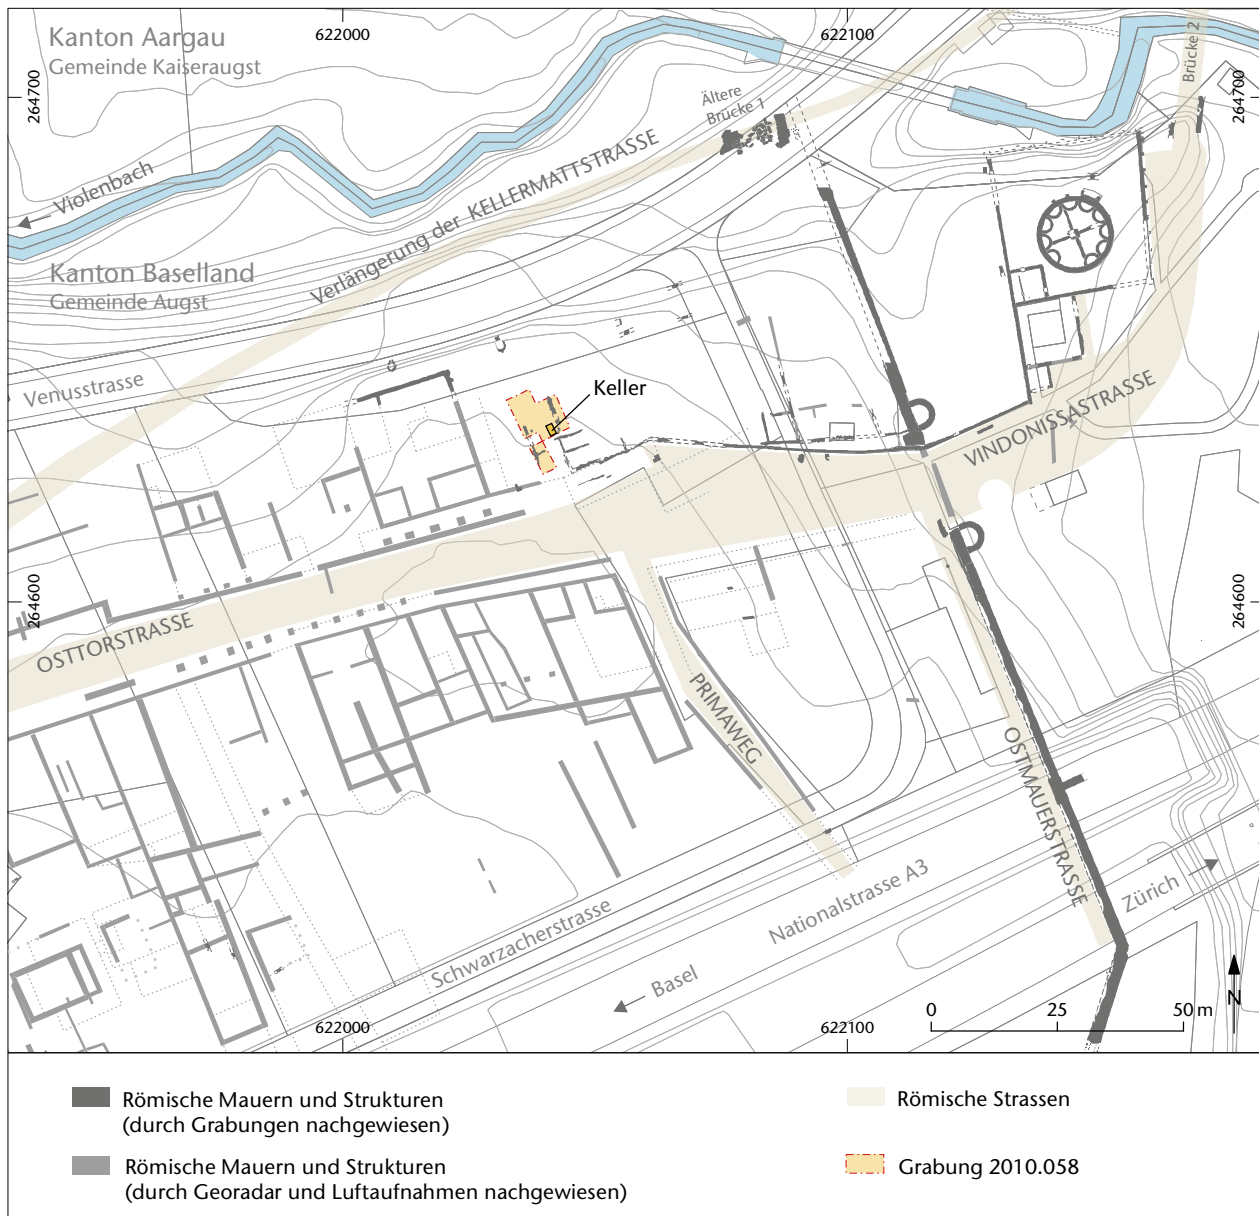 Kanton Aargau
Gemeinde Kaiseraugst
622000
622100
264700
264700
Brücke 2
Ältere
Brücke 1
Violenbach
Verlängerung der KELLERMATTSTRASSE
Kanton Baselland
Gemeinde Augst
Venusstrasse
Keller
VINDONISSASTRASSE
264600
264600
OSTTORSTRASSE
PRIMAWEG
OSTMAUERSTRASSE
Nationalstrasse A3
Zürich
Schwarzacherstrasse
Basel
622000
622100
0 25 50 m
N
Römische Mauern und Strukturen
(durch Grabungen nachgewiesen)
Römische Strassen
Römische Mauern und Strukturen
(durch Georadar und Luftaufnahmen nachgewiesen)
Grabung 2010.058